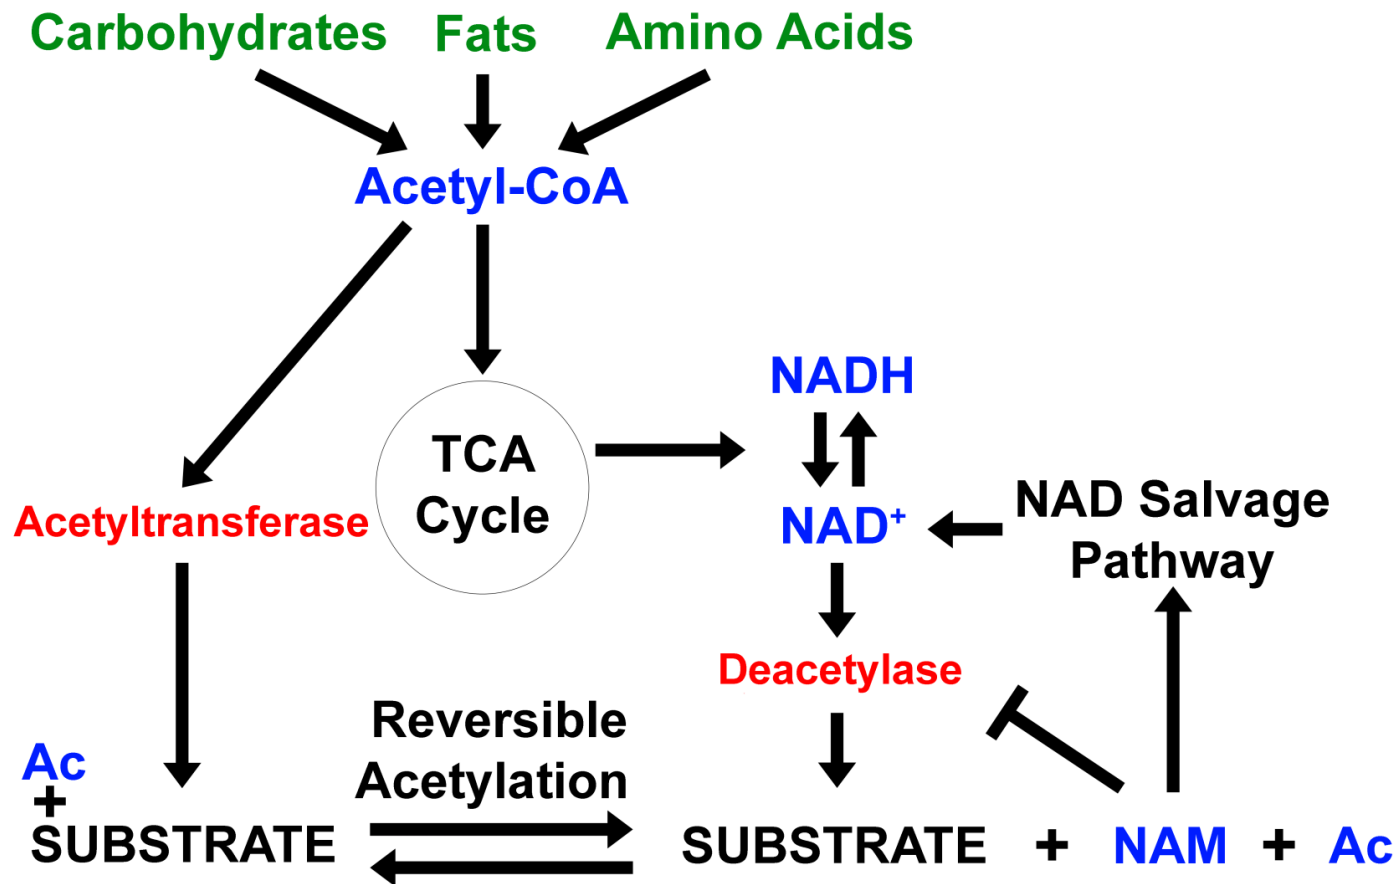 Carbohydrates Fats Amino Acids
Acetyl-CoA
NADH
TCA
Cycle
NAD Salvage
Pathway
Acetyltransferase
NAD⁺
Deacetylase
Reversible
Acetylation
Ac
+
SUBSTRATE
SUBSTRATE + NAM + Ac